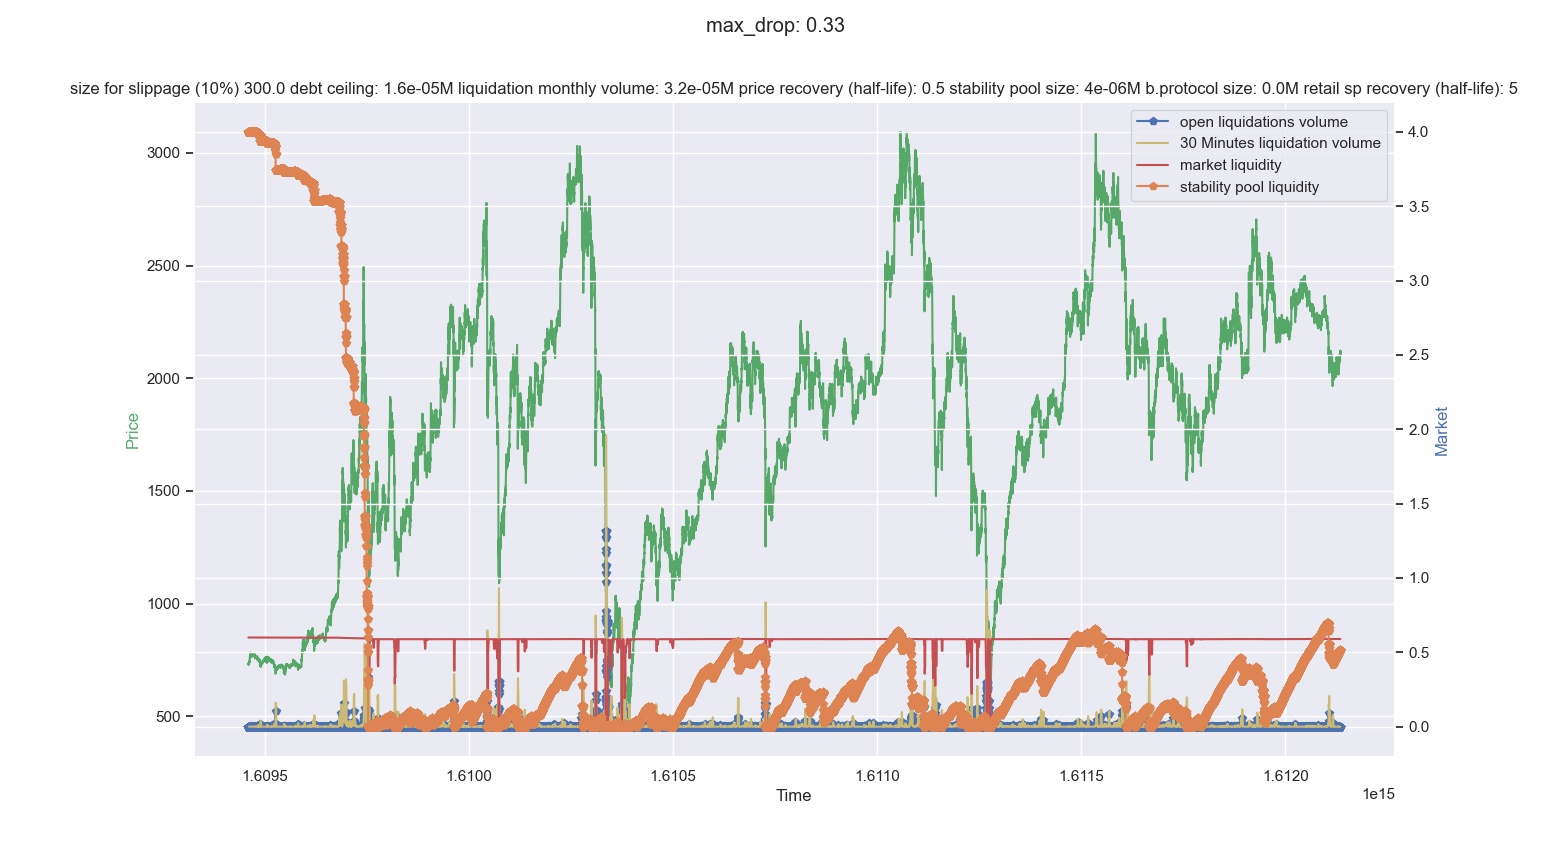 max_drop: 0.33
size for slippage (10%) 300.0 debt ceiling: 1.6e-05M liquidation monthly volume: 3.2e-05M price recovery (half-life): 0.5 stability pool size: 4e-06M b.protocol size: 0.0M retail sp recovery (half-life): 5
open liquidations volume
30 Minutes liquidation volume
market liquidity
stability pool liquidity
3000
2500
2000
1500
1000
500
Price
4.0
3.5
3.0
2.5
2.0
1.5
1.0
0.5
0.0
Market
1.6095 1.6100 1.6105 1.6110 1.6115 1.6120
Time
1e15